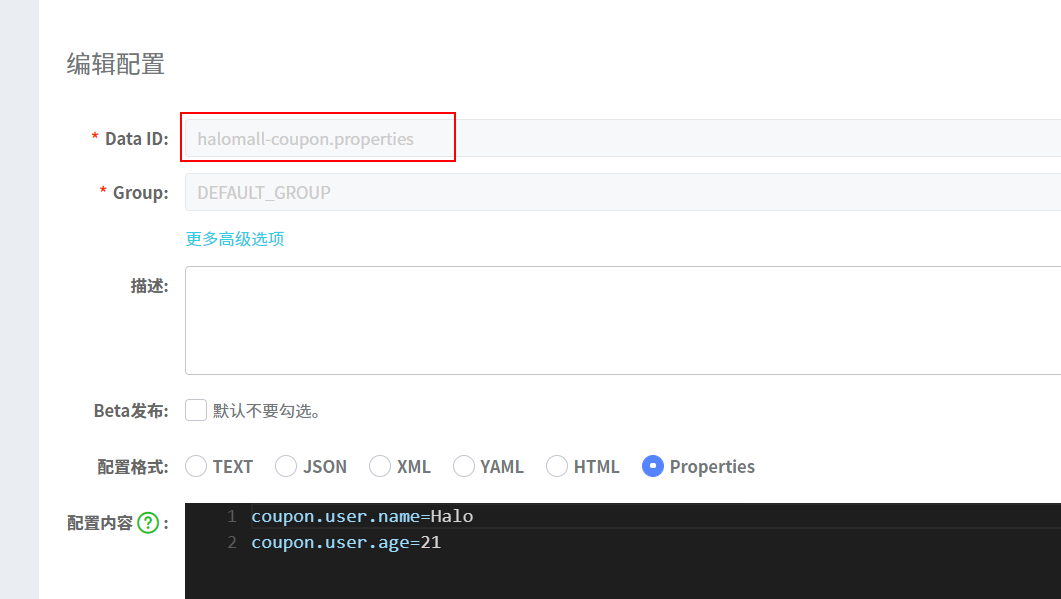 编辑配置
* Data ID: halomall-coupon.properties
* Group: DEFAULT_GROUP
更多高级选项
描述:
Beta发布: 默认不要勾选。
配置格式: TEXT JSON XML YAML HTML Properties
配置内容 ? : 1 coupon.user.name=Halo
2 coupon.user.age=21